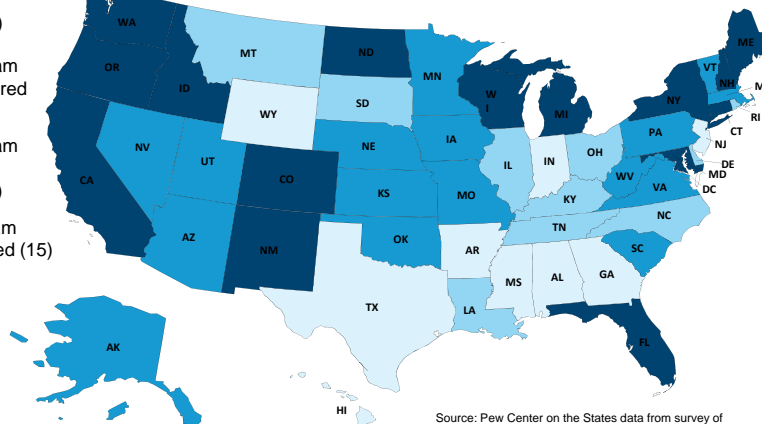 )
am
red
am
)
am
ed (15)
WA
OR
ID
MT
ND
SD
WY
NE
NV
UT
CO
CA
AZ
NM
KS
OK
TX
MN
IA
MO
AR
LA
W
I
IL
MI
IN
OH
KY
TN
MS
AL
GA
FL
SC
NC
VA
WV
PA
NY
VT
NH
ME
M
RI
CT
NJ
DE
MD
DC
AK
HI
Source: Pew Center on the States data from survey of